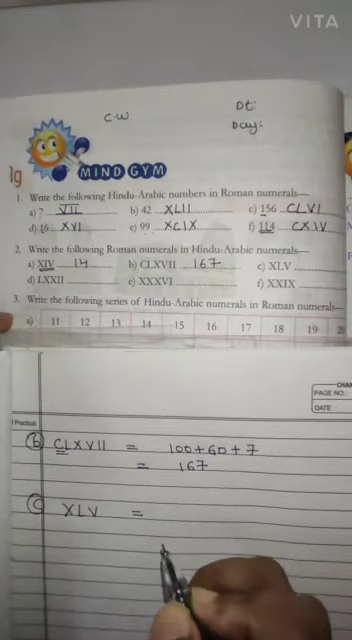 VITA
C.W Dt:
Day:
MIND GYM
1. Write the following Hindu-Arabic numbers in Roman numerals—
a) 7 VII b) 42 XLII c) 156 CLVI
d) 16 XVI e) 99 XCIX f) 114 CXIV
2. Write the following Roman numerals in Hindu-Arabic numerals—
a) XIV 14 b) CLXVII 167 c) XLV
d) LXXII e) XXXVI f) XXIX
3. Write the following series of Hindu-Arabic numerals in Roman numerals—
a) 11 12 13 14 15 16 17 18 19 20
PAGE NO.
DATE
Practical
(b) CLXVII = 100+60+7
= 167
(c) XLV =